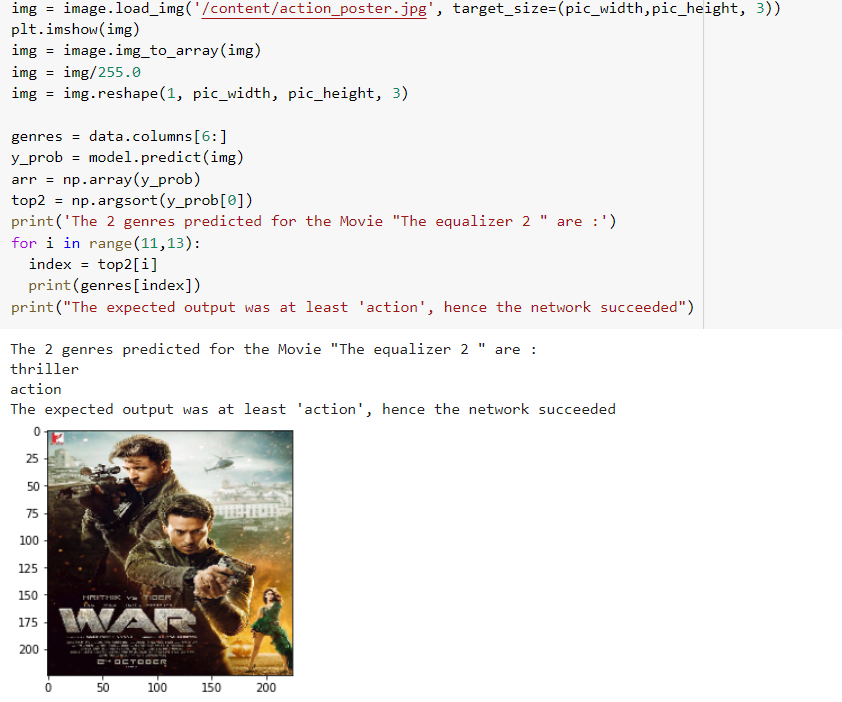 img = image.load_img('/content/action_poster.jpg', target_size=(pic_width,pic_height, 3))
plt.imshow(img)
img = image.img_to_array(img)
img = img/255.0
img = img.reshape(1, pic_width, pic_height, 3)
genres = data.columns[6:]
y_prob = model.predict(img)
arr = np.array(y_prob)
top2 = np.argsort(y_prob[0])
print('The 2 genres predicted for the Movie "The equalizer 2 " are :')
for i in range(11,13):
  index = top2[i]
  print(genres[index])
print("The expected output was at least 'action', hence the network succeeded")
The 2 genres predicted for the Movie "The equalizer 2 " are :
thriller
action
The expected output was at least 'action', hence the network succeeded
0
25
50
75
100
125
150
175
200
HRITHIK vs TIGER
WAR
2ND OCTOBER
0 50 100 150 200